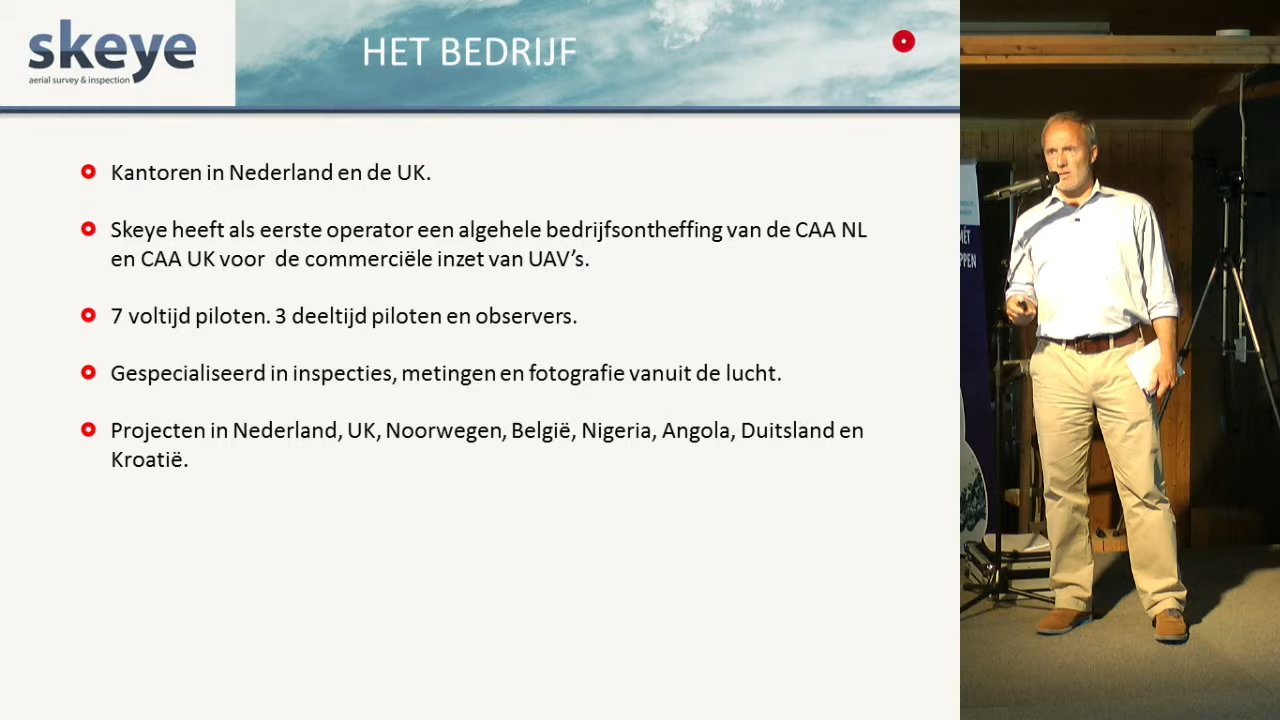 skeye
aerial survey & inspection
HET BEDRIJF
Kantoren in Nederland en de UK.
Skeye heeft als eerste operator een algehele bedrijfsontheffing van de CAA NL
en CAA UK voor de commerciële inzet van UAV's.
7 voltijd piloten. 3 deeltijd piloten en observers.
Gespecialiseerd in inspecties, metingen en fotografie vanuit de lucht.
Projecten in Nederland, UK, Noorwegen, België, Nigeria, Angola, Duitsland en
Kroatië.